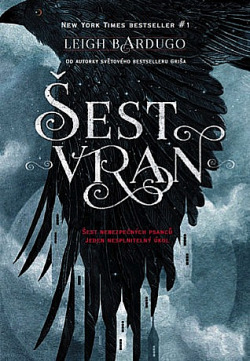 NEW YORK TIMES BESTSELLER #1
LEIGH BARDUGO
OD AUTORKY SVĚTOVÉHO BESTSELLERU GRIŠA
ŠEST
VRAN
ŠEST NEBEZPEČNÝCH PSANCŮ
JEDEN NESPLNITELNÝ ÚKOL